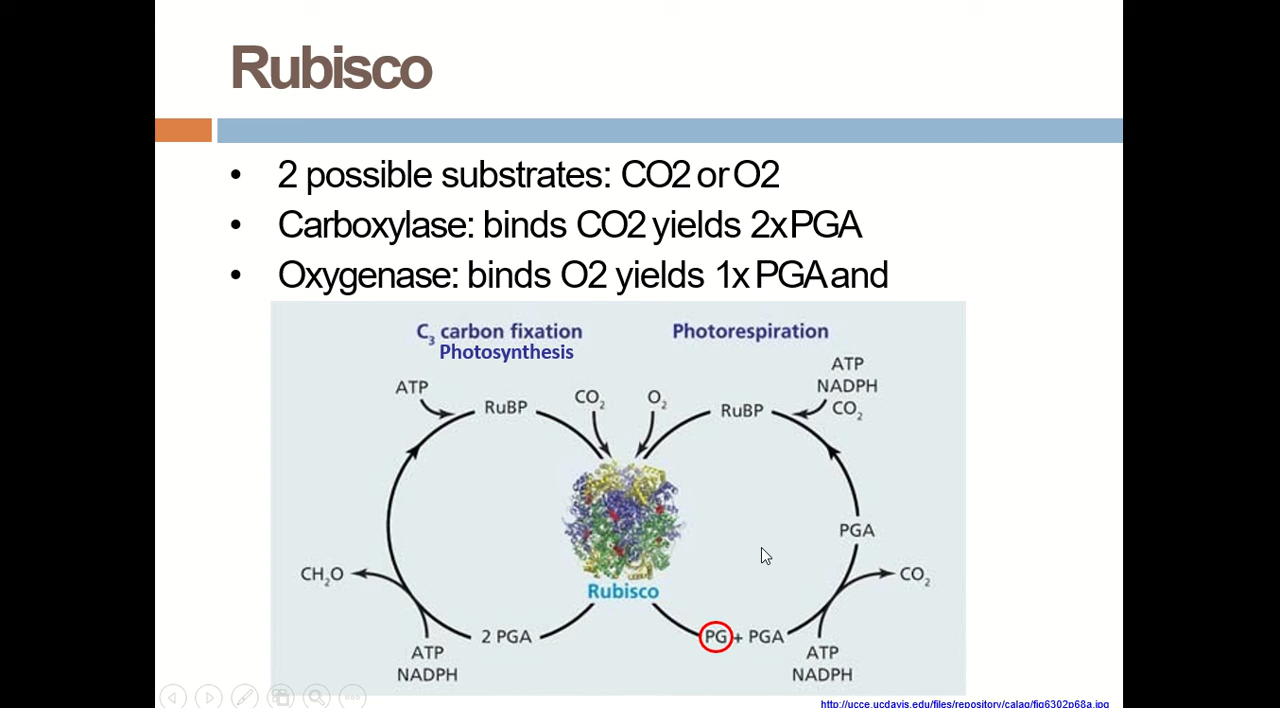 Rubisco
• 2 possible substrates: CO2 or O2
• Carboxylase: binds CO2 yields 2x PGA
• Oxygenase: binds O2 yields 1x PGA and
C3 carbon fixation
Photosynthesis
Photorespiration
ATP
RuBP
CO2
O2
RuBP
ATP
NADPH
CO2
PGA
CH2O
Rubisco
CO2
2 PGA
PG + PGA
ATP
NADPH
ATP
NADPH
http://ucce.ucdavis.edu/files/repository/calag/fig6302p68a.jpg